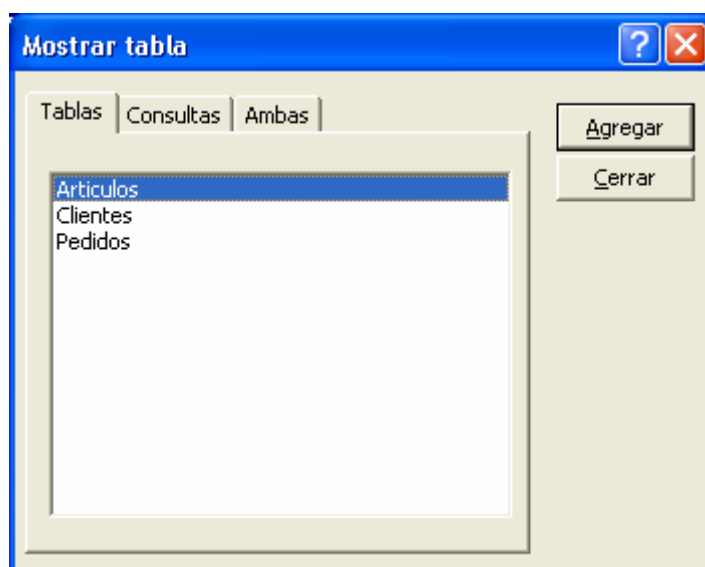 Mostrar tabla
Tablas Consultas Ambas
Agregar
Cerrar
Articulos
Clientes
Pedidos